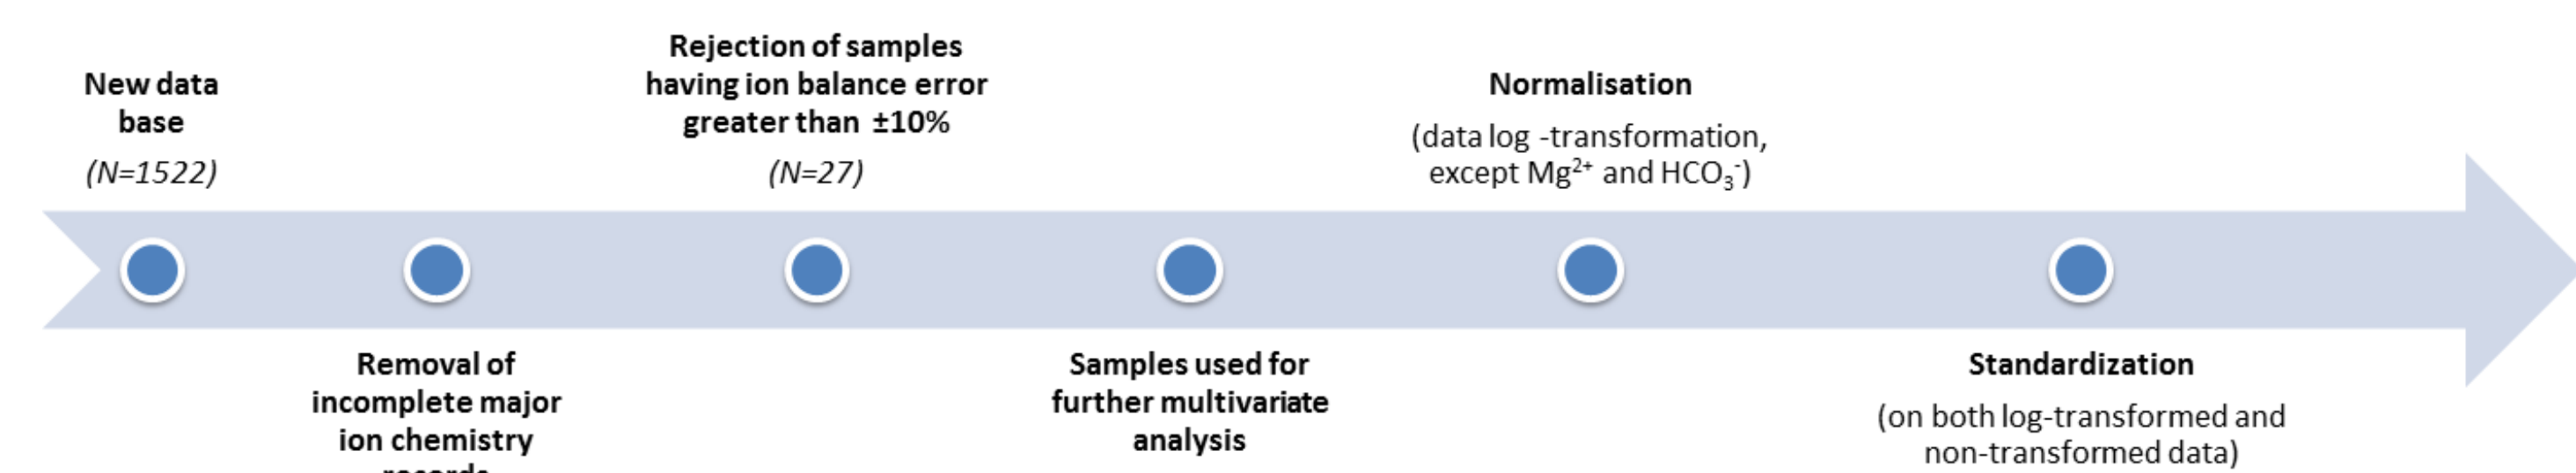 New data
base
(N=1522)
Removal of
incomplete major
ion chemistry
records
Rejection of samples
having ion balance error
greater than ±10%
(N=27)
Samples used for
further multivariate
analysis
Normalisation
(data log -transformation,
except Mg²⁺ and HCO₃⁻)
Standardization
(on both log-transformed and
non-transformed data)